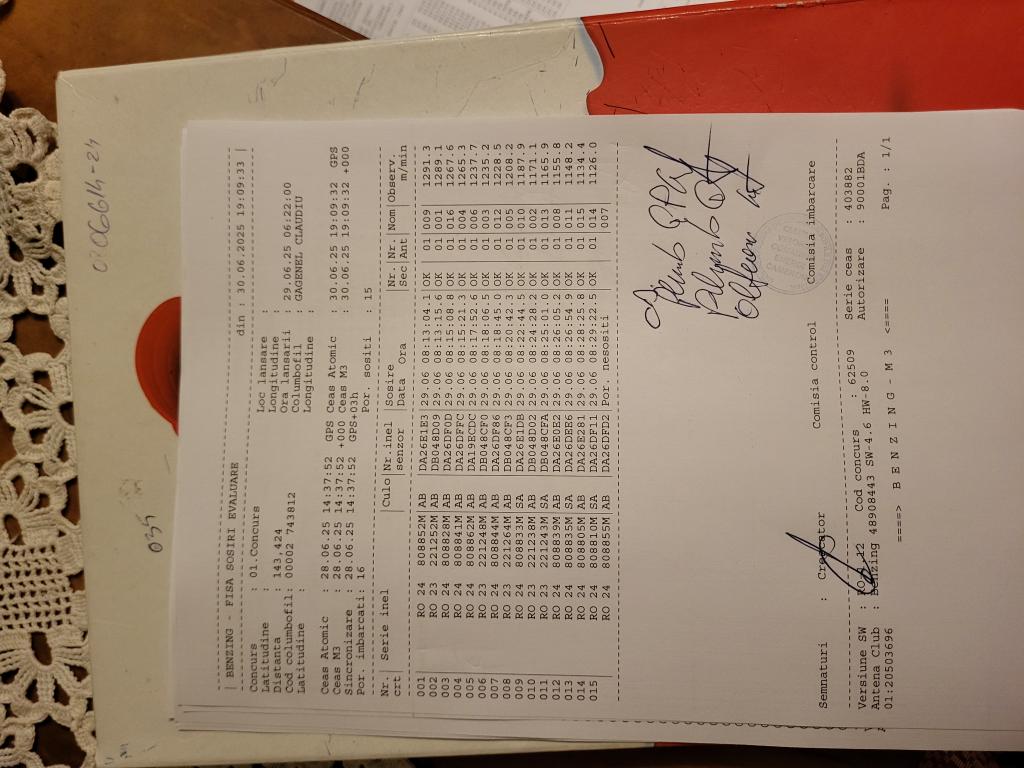 | BENZING - FISA SOSIRI EVALUARE din : 30.06.2025 19:09:33 |
Concurs : 01 Concurs Loc lansare :
Latitudine : Longitudine :
Distanta : 143,424 Ora lansarii : 29.06.25 06:22:00
Cod columbofil: 00002 743812 Columbofil : GAGENEL CLAUDIU
Latitudine : Longitudine :
Ceas Atomic : 28.06.25 14:37:52 GPS Ceas Atomic : 30.06.25 19:09:32 GPS
Ceas M3 : 28.06.25 14:37:52 +000 Ceas M3 : 30.06.25 19:09:32 +000
Sincronizare : 28.06.25 14:37:52 GPS+03h
Por. imbarcati: 16 Por. sositi : 15
Nr.| Serie inel |Culo|Nr.inel |Sosire |Nr. |Nr. |Nom|Observ.
crt senzor Data Ora Sec Ant m/min
001 | RO 24 808852M| AB |DA26E1E3 |29.06 08:13:04.1 |OK | 01 |009 | 1291.3
002 | RO 23 221252M| AB |DB048D09 |29.06 08:13:15.6 |OK | 01 |001 | 1289.1
003 | RO 24 808828M| AB |DA26DF0D |29.06 08:15:08.8 |OK | 01 |016 | 1267.6
004 | RO 24 808841M| AB |DA26DFFC |29.06 08:15:21.3 |OK | 01 |004 | 1265.3
005 | RO 24 808862M| AB |DA19ECDC |29.06 08:17:52.6 |OK | 01 |006 | 1237.7
006 | RO 23 221248M| AB |DB048CF0 |29.06 08:18:06.5 |OK | 01 |003 | 1235.2
007 | RO 24 808844M| AB |DA26DF86 |29.06 08:18:45.0 |OK | 01 |012 | 1228.5
008 | RO 23 221264M| AB |DB048CF3 |29.06 08:20:42.3 |OK | 01 |005 | 1208.2
009 | RO 24 808833M| SA |DA26E1DB |29.06 08:22:44.5 |OK | 01 |010 | 1187.9
010 | RO 23 221238M| AB |DB048D02 |29.06 08:24:28.2 |OK | 01 |002 | 1171.1
011 | RO 23 221243M| SA |DB048CFA |29.06 08:25:01.0 |OK | 01 |013 | 1165.9
012 | RO 24 808839M| AB |DA26E0E2 |29.06 08:26:05.2 |OK | 01 |008 | 1155.8
013 | RO 24 808835M| SA |DA26DEE6 |29.06 08:26:54.9 |OK | 01 |011 | 1148.2
014 | RO 24 808805M| AB |DA26E281 |29.06 08:28:25.8 |OK | 01 |015 | 1134.4
015 | RO 24 808810M| SA |DA26DF11 |29.06 08:29:22.5 |OK | 01 |014 | 1126.0
RO 24 808855M| AB |DA26DFD2 |Por. nesositi |007
Semnaturi : Crescator Comisia control Comisia imbarcare
Versiune SW : Cod concurs : 62509 Serie ceas : 403882
Antena Club : Benzing 48908443 SW-4.6 HW-8.0 Autorizare : 90001BDA
01:20503696
====> B E N Z I N G - M 3 <==== Pag. : 1/1
035